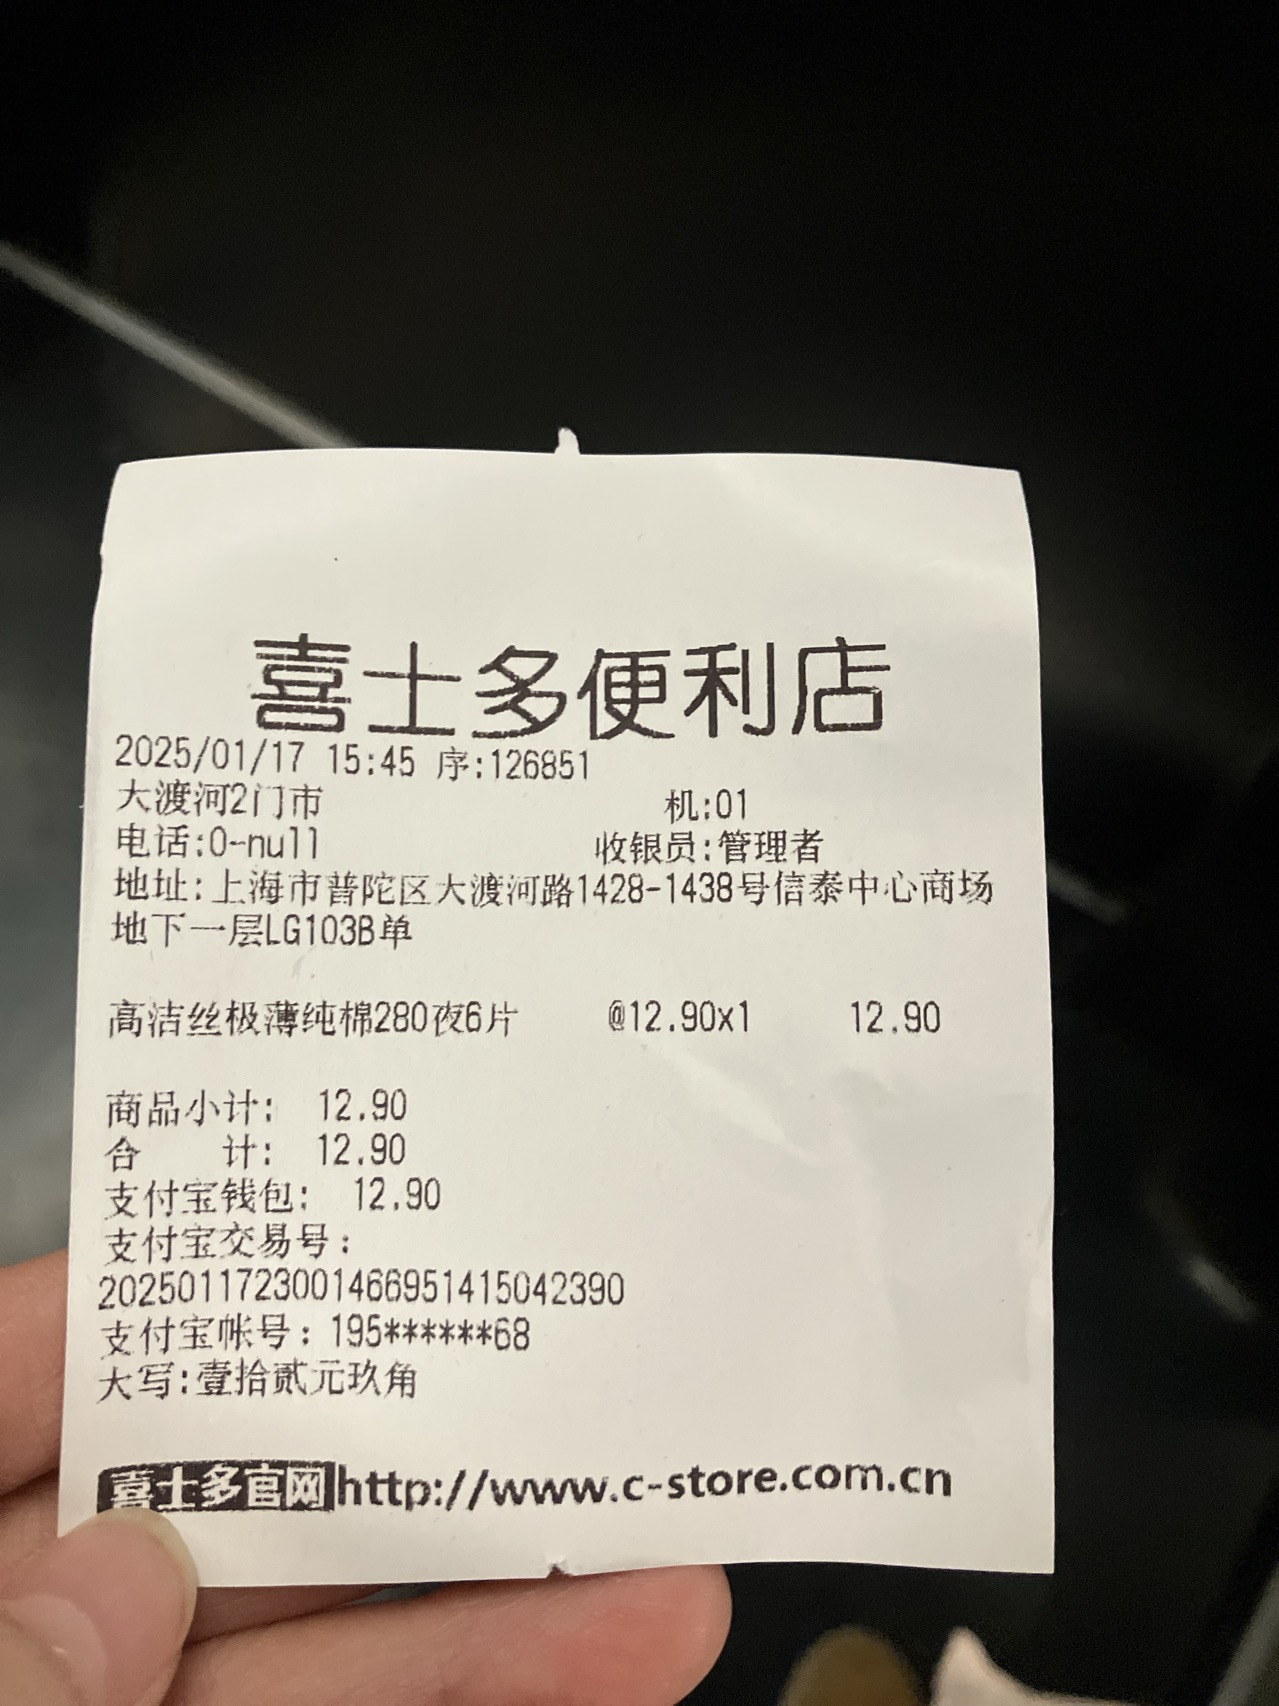 喜士多便利店
2025/01/17 15:45 序:126851
大渡河2门市 机:01
电话:0-null 收银员:管理者
地址:上海市普陀区大渡河路1428-1438号信泰中心商场
地下一层LG103B单
高洁丝极薄纯棉280夜6片 @12.90x1 12.90
商品小计: 12.90
合 计: 12.90
支付宝钱包: 12.90
支付宝交易号:
2025011723001466951415042390
支付宝帐号:195******68
大写:壹拾贰元玖角
喜士多官网http://www.c-store.com.cn